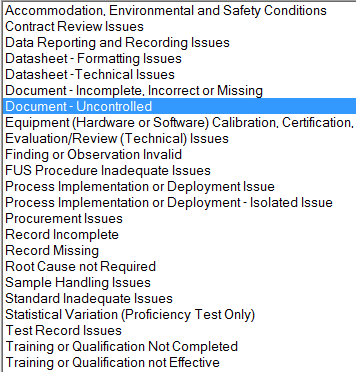 Accommodation, Environmental and Safety Conditions
Contract Review Issues
Data Reporting and Recording Issues
Datasheet - Formatting Issues
Datasheet - Technical Issues
Document - Incomplete, Incorrect or Missing
Document - Uncontrolled
Equipment (Hardware or Software) Calibration, Certification,
Evaluation/Review (Technical) Issues
Finding or Observation Invalid
FUS Procedure Inadequate Issues
Process Implementation or Deployment Issue
Process Implementation or Deployment - Isolated Issue
Procurement Issues
Record Incomplete
Record Missing
Root Cause not Required
Sample Handling Issues
Standard Inadequate Issues
Statistical Variation (Proficiency Test Only)
Test Record Issues
Training or Qualification Not Completed
Training or Qualification not Effective